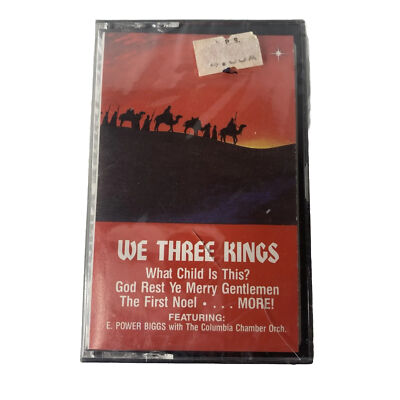 WE THREE KINGS
What Child Is This?
God Rest Ye Merry Gentlemen
The First Noel • . . . MORE!
FEATURING:
E. POWER BIGGS with The Columbia Chamber Orch.